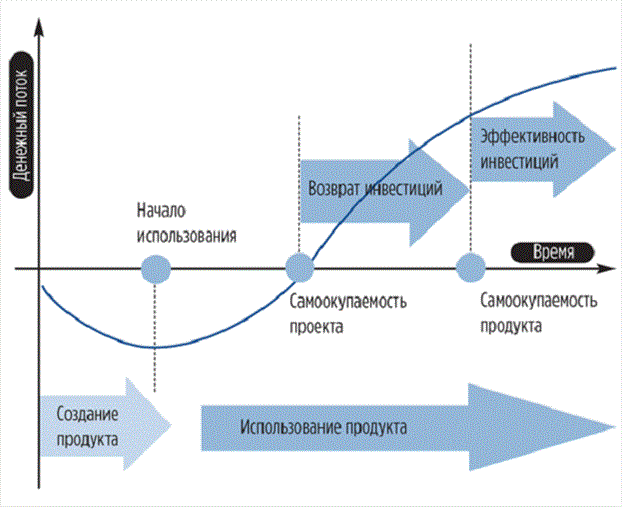 Денежный поток
Эффективность
инвестиций
Возврат инвестиций
Начало
использования
Время
Самоокупаемость
проекта
Самоокупаемость
продукта
Создание
продукта
Использование продукта